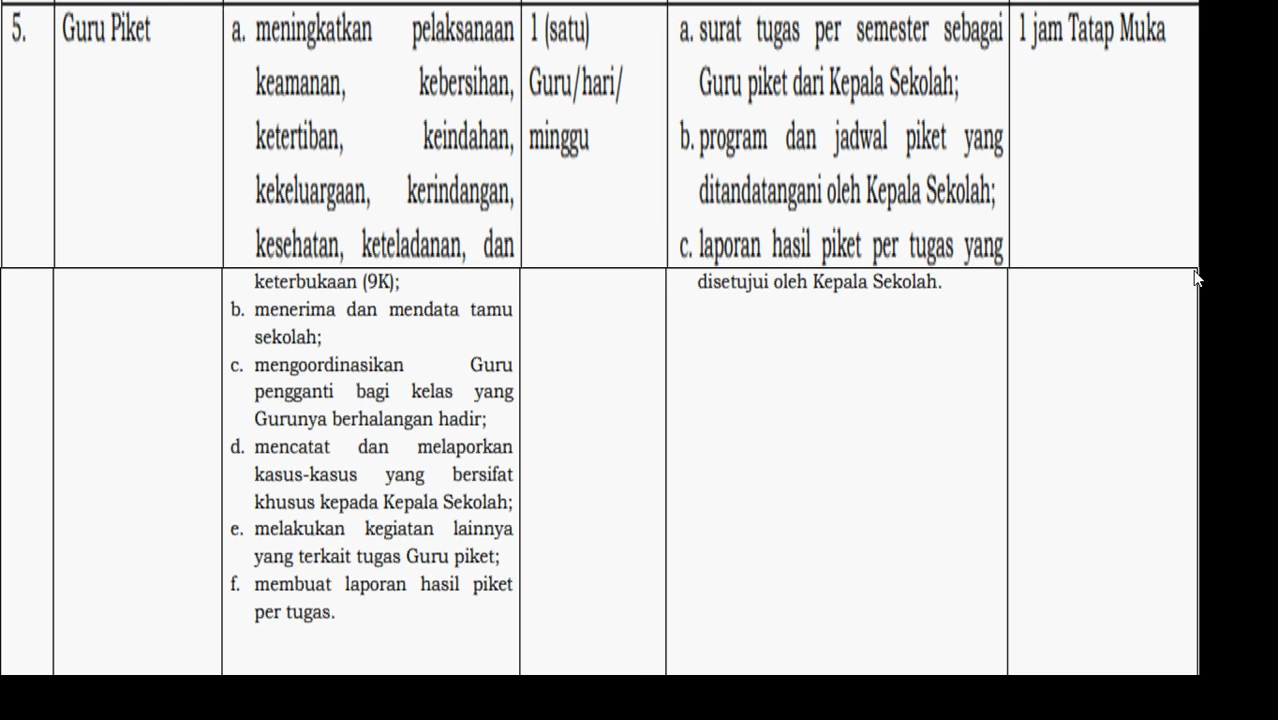 5.
Guru Piket
a. meningkatkan pelaksanaan
keamanan, kebersihan,
ketertiban, keindahan,
kekeluargaan, kerindangan,
kesehatan, keteladanan, dan
keterbukaan (9K);
b. menerima dan mendata tamu
sekolah;
c. mengoordinasikan Guru
pengganti bagi kelas yang
Gurunya berhalangan hadir;
d. mencatat dan melaporkan
kasus-kasus yang bersifat
khusus kepada Kepala Sekolah;
e. melakukan kegiatan lainnya
yang terkait tugas Guru piket;
f. membuat laporan hasil piket
per tugas.
1 (satu)
Guru/hari/
minggu
a. surat tugas per semester sebagai
Guru piket dari Kepala Sekolah;
b. program dan jadwal piket yang
ditandatangani oleh Kepala Sekolah;
c. laporan hasil piket per tugas yang
disetujui oleh Kepala Sekolah.
1 jam Tatap Muka